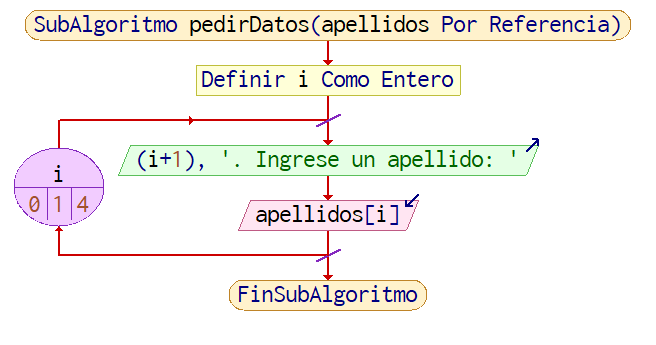 SubAlgoritmo pedirDatos(apellidos Por Referencia)
Definir i Como Entero
(i+1), '. Ingrese un apellido: '
i
0 1 4
apellidos[i]
FinSubAlgoritmo